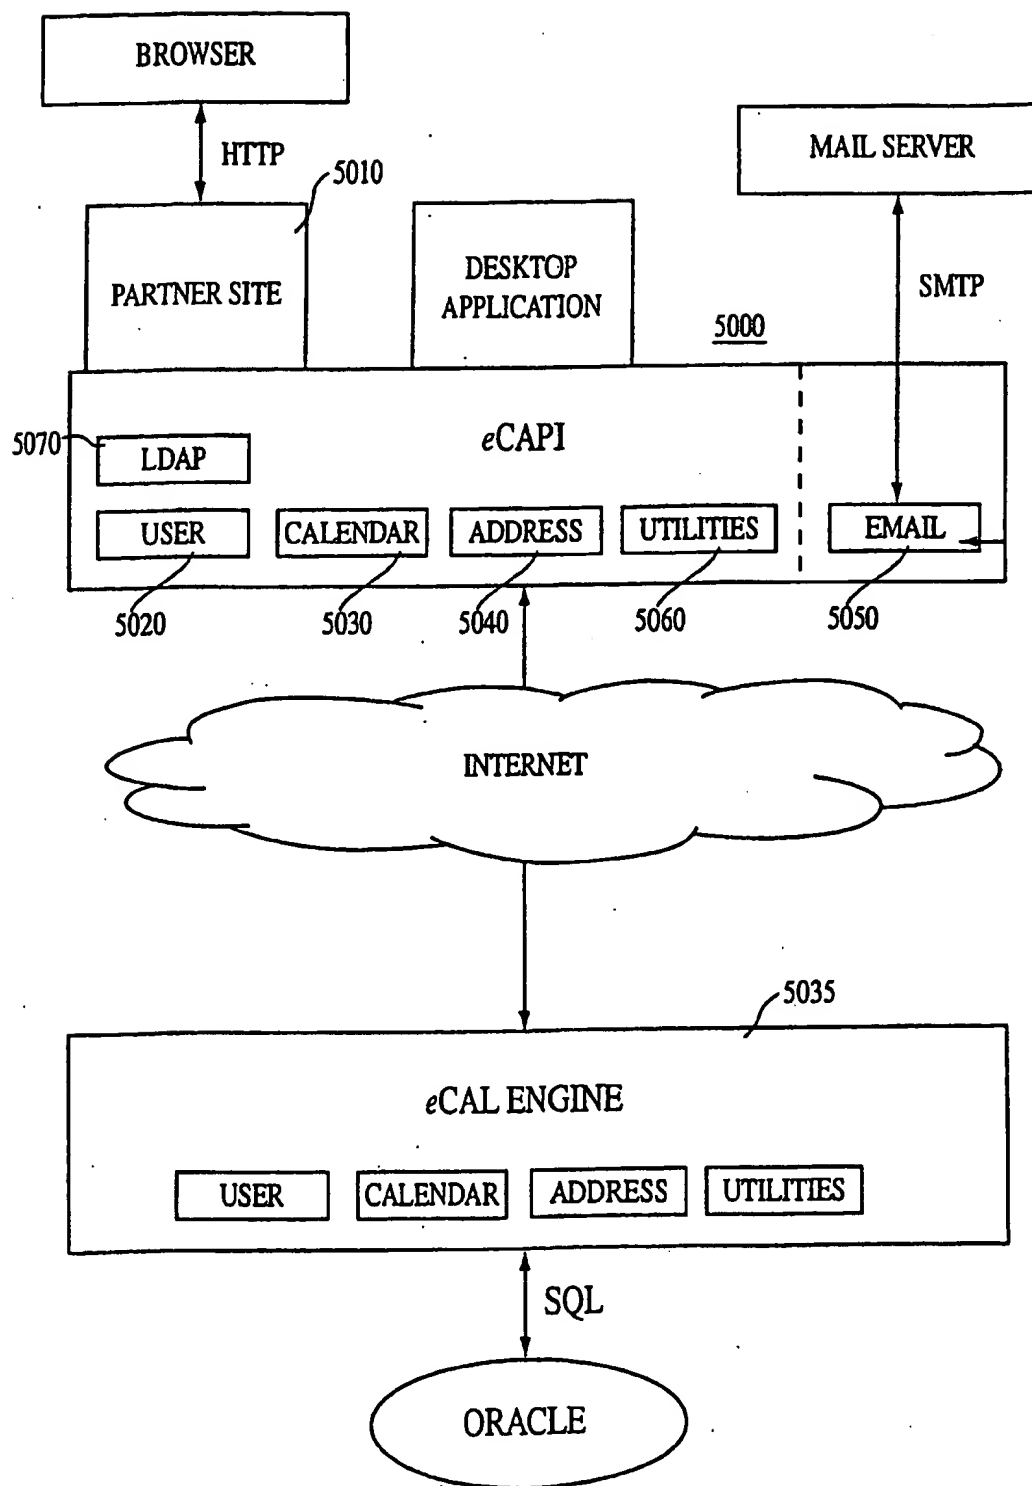 BROWSER
HTTP
MAIL SERVER
5010
PARTNER SITE
DESKTOP
APPLICATION
SMTP
5000
5070
eCAPI
LDAP
USER
CALENDAR
ADDRESS
UTILITIES
EMAIL
5020
5030
5040
5060
5050
INTERNET
5035
eCAL ENGINE
USER
CALENDAR
ADDRESS
UTILITIES
SQL
ORACLE